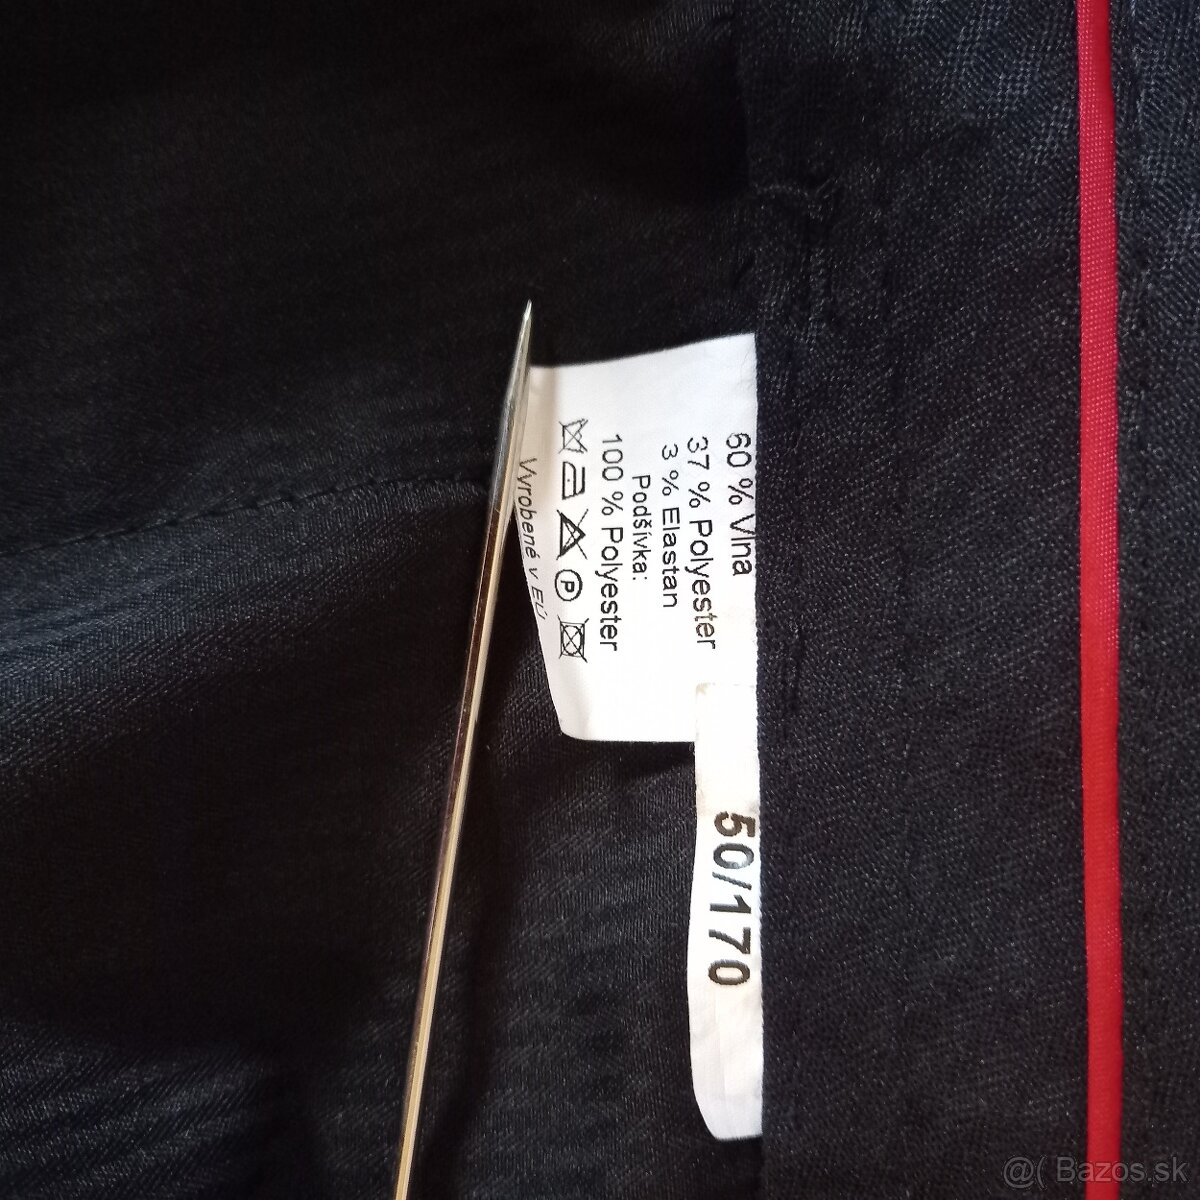 60 % Vlna
37 % Polyester
3 % Elastan
Podšívka:
100 % Polyester
P
Vyrobené v EÚ
50/170
@( Bazos.sk